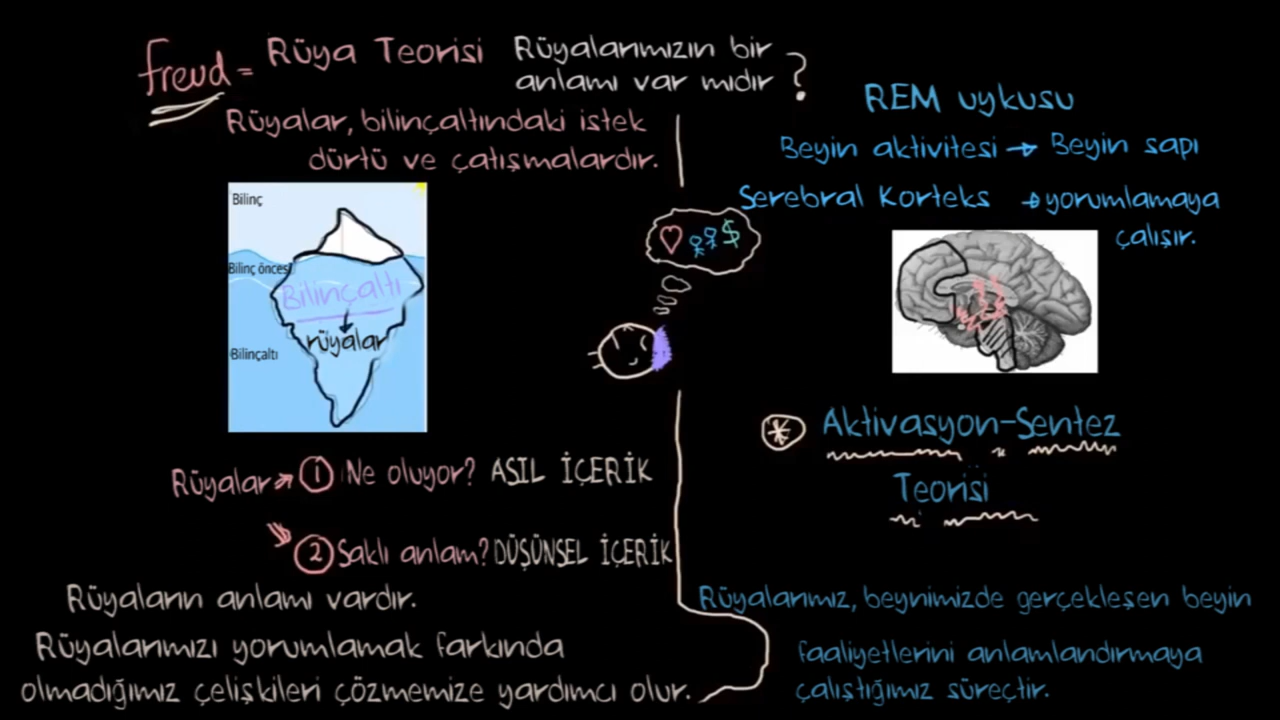 freud = Rüya Teorisi
Rüyalarımızın bir
anlamı var mıdır ?
Rüyalar, bilinçaltındaki istek
dürtü ve çatışmalardır.
Bilinç
Bilinç öncesi
Bilinçaltı
rüyalar
Bilinçaltı
$
Rüyalar → 1 Ne oluyor? ASIL İÇERİK
2 Saklı anlam? DÜŞÜNSEL İÇERİK
Rüyaların anlamı vardır.
Rüyalarımızı yorumlamak farkında
olmadığımız çelişkileri çözmemize yardımcı olur.
REM uykusu
Beyin aktivitesi → Beyin sapı
Serebral Korteks → yorumlamaya
çalışır.
* Aktivasyon-Sentez
Teorisi
Rüyalarımız, beynimizde gerçekleşen beyin
faaliyetlerini anlamlandırmaya
çalıştığımız süreçtir.